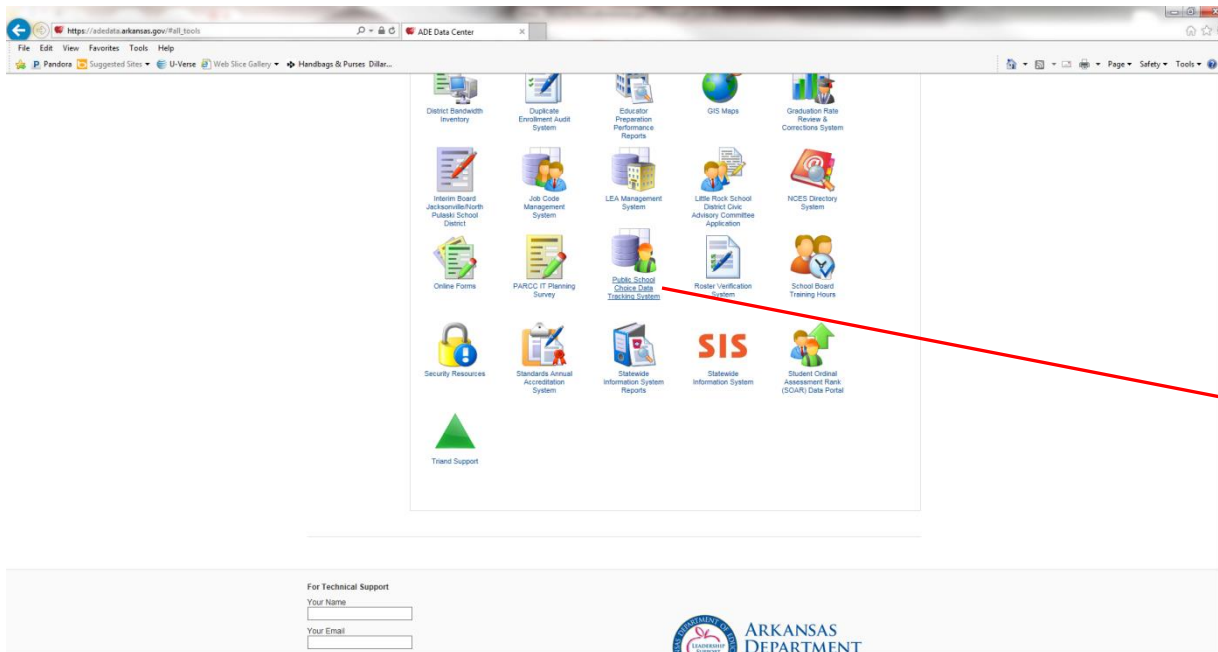 https://adedata.arkansas.gov/#all_tools
ADE Data Center
File Edit View Favorites Tools Help
Pandora Suggested Sites U-Verse Web Slice Gallery Handbags & Purses Dillar...
Page Safety Tools
District Bandwidth
Inventory
Duplicate
Enrollment Audit
System
Educator
Preparation
Performance
Reports
GIS Maps
Graduation Rate
Review &
Corrections System
Interim Board
Jacksonville/North
Pulaski School
District
Job Code
Management
System
LEA Management
System
Little Rock School
District Civic
Advisory Committee
Application
NCES Directory
System
Online Forms
PARCC IT Planning
Survey
Public School
Choice Data
Tracking System
Roster Verification
System
School Board
Training Hours
Security Resources
Standards Annual
Accreditation
System
Statewide
Information System
Reports
SIS
Statewide
Information System
Student Ordinal
Assessment Rank
(SOAR) Data Portal
Triand Support
For Technical Support
Your Name
Your Email
ARKANSAS
DEPARTMENT
LEADERSHIP
SUPPORT